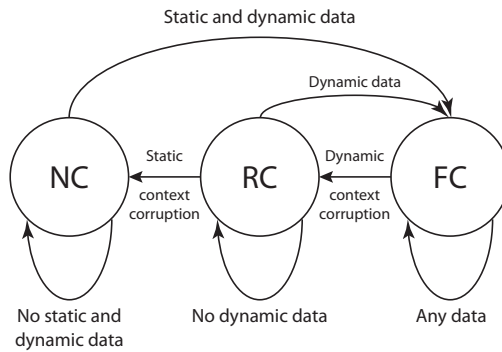 Static and dynamic data
Dynamic data
NC
Static
context
corruption
RC
Dynamic
context
corruption
FC
No static and
dynamic data
No dynamic data
Any data